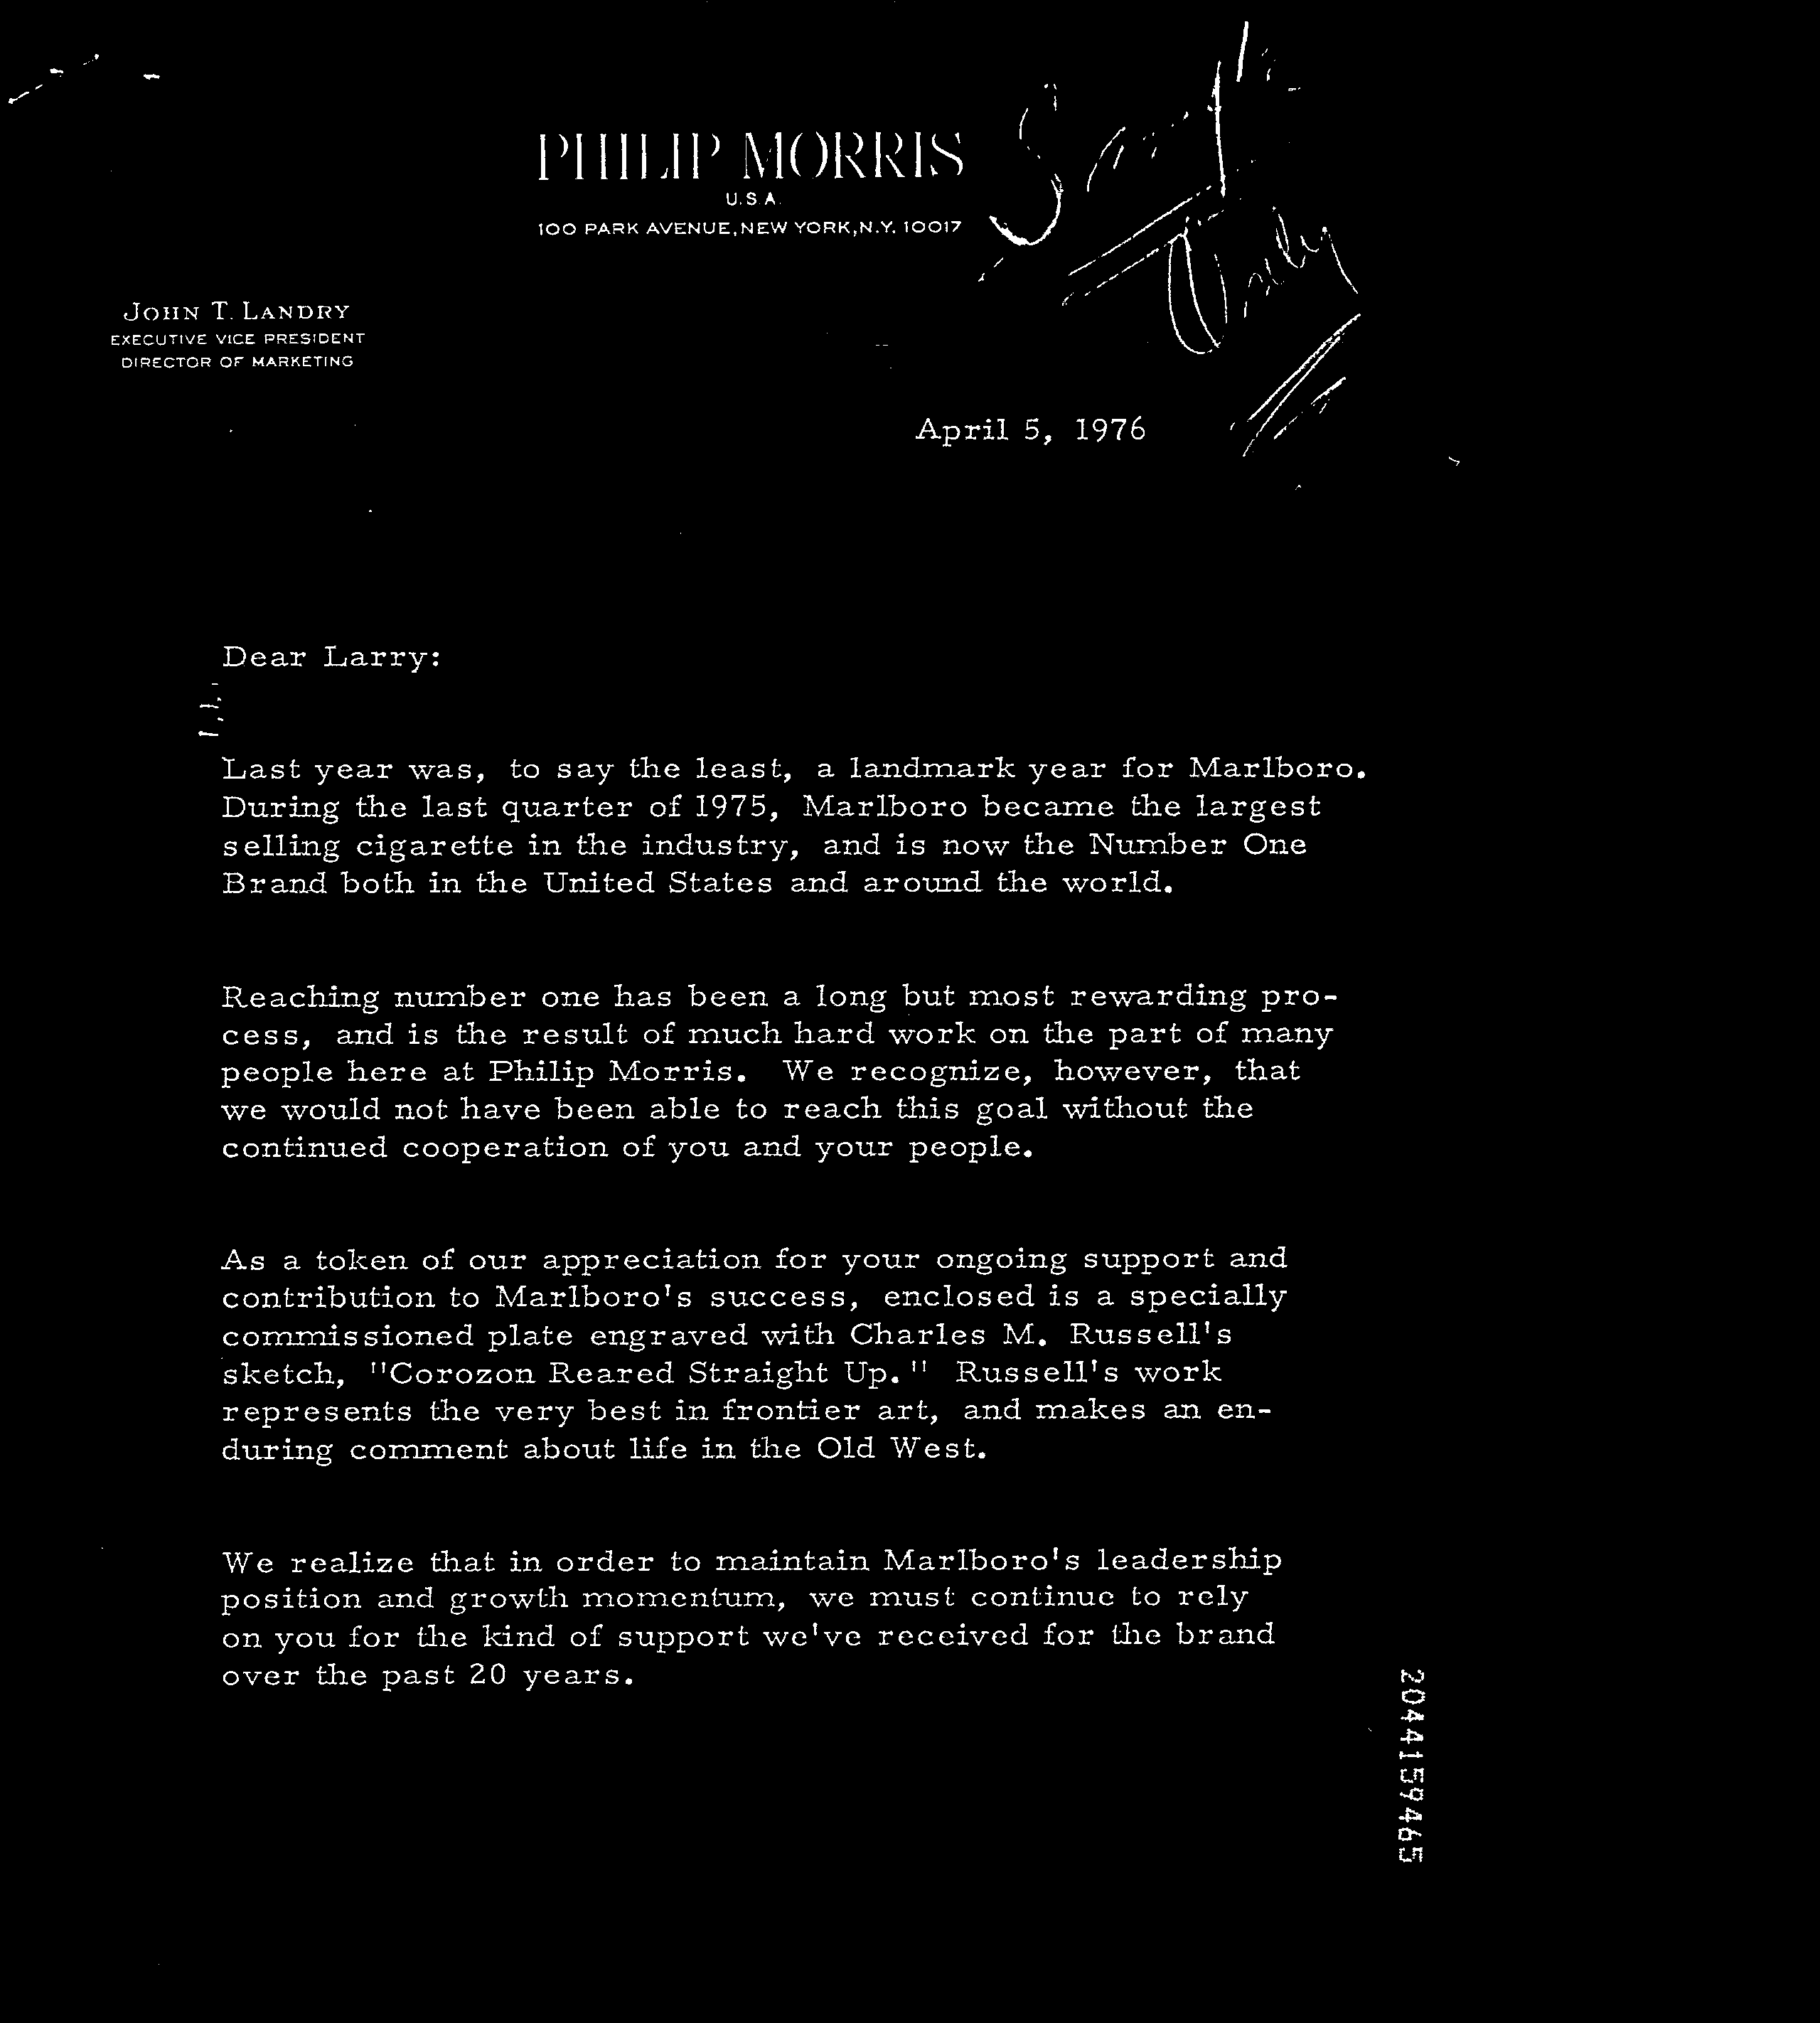 PHILIP MORRIS
U.S.A.
100 PARK AVENUE, NEW YORK, N.Y. 10017
JOHN T. LANDRY
EXECUTIVE VICE PRESIDENT
DIRECTOR OF MARKETING
April 5, 1976
Dear Larry:
Last year was, to say the least, a landmark year for Marlboro.
During the last quarter of 1975, Marlboro became the largest
selling cigarette in the industry, and is now the Number One
Brand both in the United States and around the world.
Reaching number one has been a long but most rewarding pro-
cess, and is the result of much hard work on the part of many
people here at Philip Morris. We recognize, however, that
we would not have been able to reach this goal without the
continued cooperation of you and your people.
As a token of our appreciation for your ongoing support and
contribution to Marlboro's success, enclosed is a specially
commissioned plate engraved with Charles M. Russell's
sketch, "Corozon Reared Straight Up." Russell's work
represents the very best in frontier art, and makes an en-
during comment about life in the Old West.
We realize that in order to maintain Marlboro's leadership
position and growth momentum, we must continue to rely
on you for the kind of support we've received for the brand
over the past 20 years.
2044159465